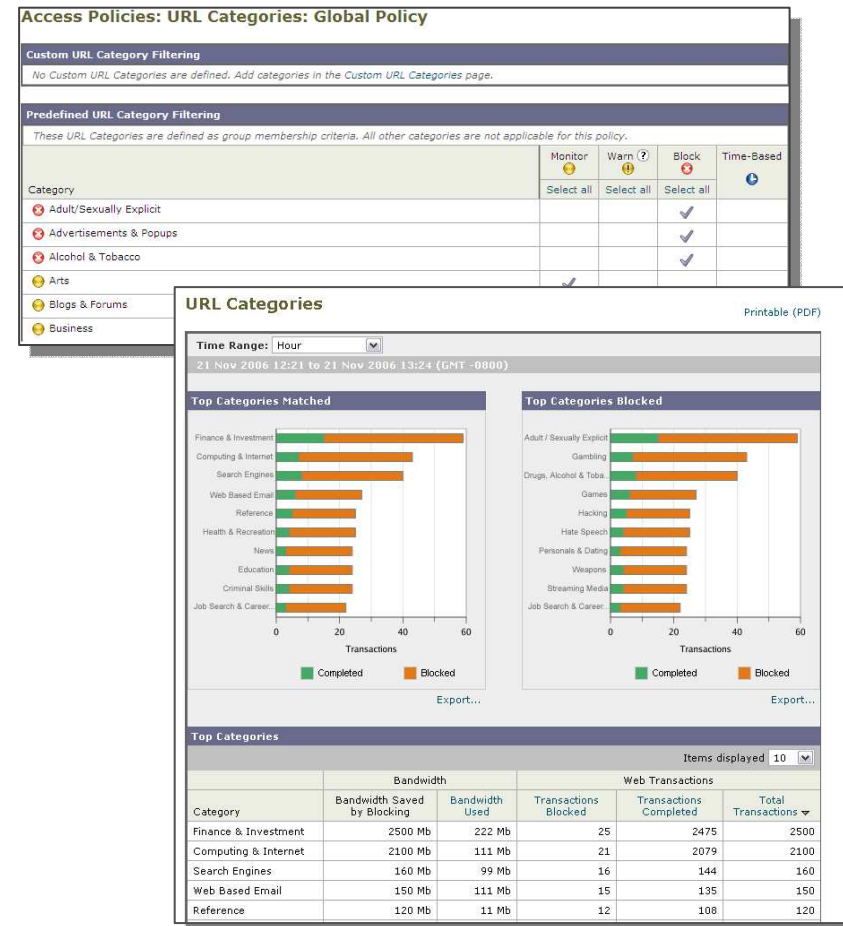 Access Policies: URL Categories: Global Policy
Custom URL Category Filtering
No Custom URL Categories are defined. Add categories in the Custom URL Categories page.
Predefined URL Category Filtering
These URL Categories are defined as group membership criteria. All other categories are not applicable for this policy.
Monitor Warn ? Block Time-Based
Category Select all Select all Select all
Adult/Sexually Explicit
Advertisements & Popups
Alcohol & Tobacco
Arts
Blogs & Forums
Business
URL Categories
Printable (PDF)
Time Range: Hour
21 Nov 2006 12:21 to 21 Nov 2006 13:24 (GMT -0800)
Top Categories Matched
Finance & Investment
Computing & Internet
Search Engines
Web Based Email
Reference
Health & Recreation
News
Education
Criminal Skills
Job Search & Career...
0 20 40 60
Transactions
Completed Blocked
Export...
Top Categories Blocked
Adult / Sexually Explicit
Gambling
Drugs, Alcohol & Toba...
Games
Hacking
Hate Speech
Personals & Dating
Weapons
Streaming Media
Job Search & Career...
0 20 40 60
Transactions
Completed Blocked
Export...
Top Categories
Items displayed 10
Bandwidth Web Transactions
Category Bandwidth Saved by Blocking Bandwidth Used Transactions Blocked Transactions Completed Total Transactions
Finance & Investment 2500 Mb 222 Mb 25 2475 2500
Computing & Internet 2100 Mb 111 Mb 21 2079 2100
Search Engines 160 Mb 99 Mb 16 144 160
Web Based Email 150 Mb 111 Mb 15 135 150
Reference 120 Mb 11 Mb 12 108 120